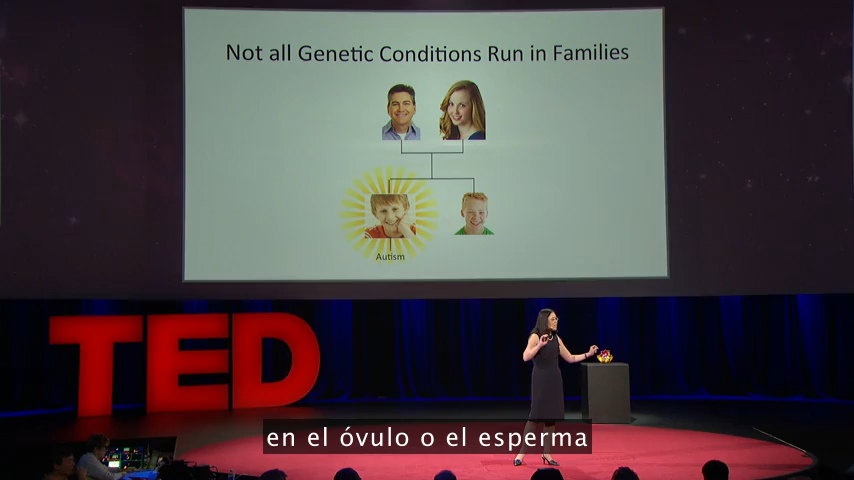 Not all Genetic Conditions Run in Families
Autism
TED
en el óvulo o el esperma